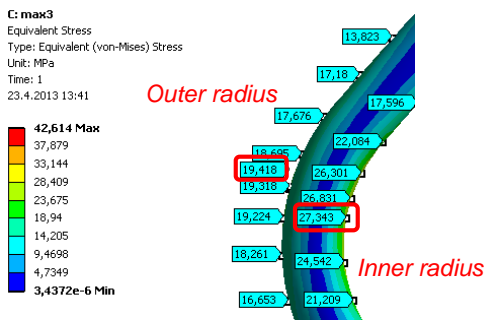 C: max3
Equivalent Stress
Type: Equivalent (von-Mises) Stress
Unit: MPa
Time: 1
23.4.2013 13:41
42,614 Max
37,879
33,144
28,409
23,675
18,94
14,205
9,4698
4,7349
3,4372e-6 Min
Outer radius
13,823
17,18
17,596
17,676
22,084
18,695
19,418
26,301
19,318
26,831
19,224
27,343
18,261
24,542
Inner radius
16,653
21,209